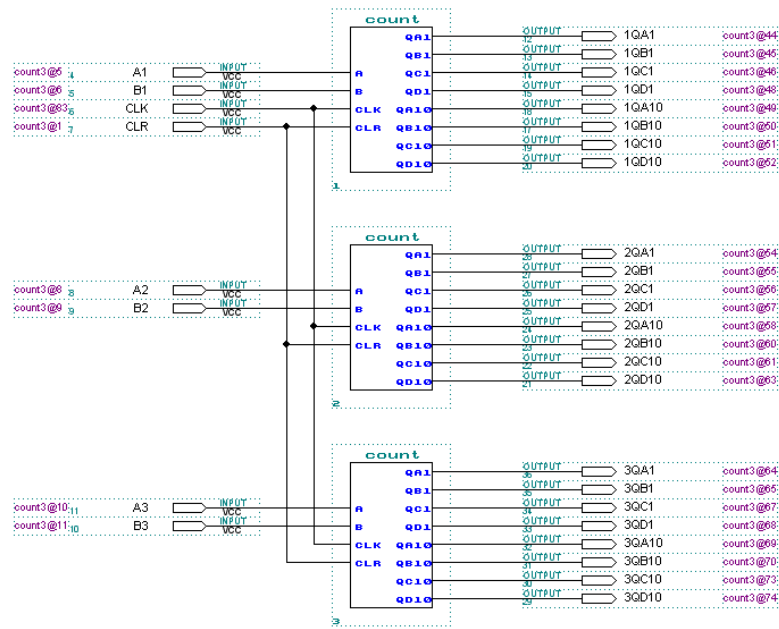 count
QA1 OUTPUT 12 1QA1 count3@44
QB1 OUTPUT 13 1QB1 count3@45
count3@5 4 A1 INPUT VCC A QC1 OUTPUT 14 1QC1 count3@46
count3@6 5 B1 INPUT VCC B QD1 OUTPUT 15 1QD1 count3@48
count3@83 6 CLK INPUT VCC CLK QA10 OUTPUT 18 1QA10 count3@49
count3@1 7 CLR INPUT VCC CLR QB10 OUTPUT 17 1QB10 count3@50
QC10 OUTPUT 19 1QC10 count3@51
QD10 OUTPUT 20 1QD10 count3@52
1
count
QA1 OUTPUT 28 2QA1 count3@54
QB1 OUTPUT 27 2QB1 count3@55
count3@8 8 A2 INPUT VCC A QC1 OUTPUT 26 2QC1 count3@56
count3@9 9 B2 INPUT VCC B QD1 OUTPUT 25 2QD1 count3@57
CLK QA10 OUTPUT 24 2QA10 count3@58
CLR QB10 OUTPUT 23 2QB10 count3@60
QC10 OUTPUT 22 2QC10 count3@61
QD10 OUTPUT 21 2QD10 count3@63
2
count
QA1 OUTPUT 36 3QA1 count3@64
QB1 OUTPUT 35 3QB1 count3@65
count3@10 11 A3 INPUT VCC A QC1 OUTPUT 34 3QC1 count3@67
count3@11 10 B3 INPUT VCC B QD1 OUTPUT 33 3QD1 count3@68
CLK QA10 OUTPUT 32 3QA10 count3@69
CLR QB10 OUTPUT 31 3QB10 count3@70
QC10 OUTPUT 30 3QC10 count3@73
QD10 OUTPUT 29 3QD10 count3@74
3